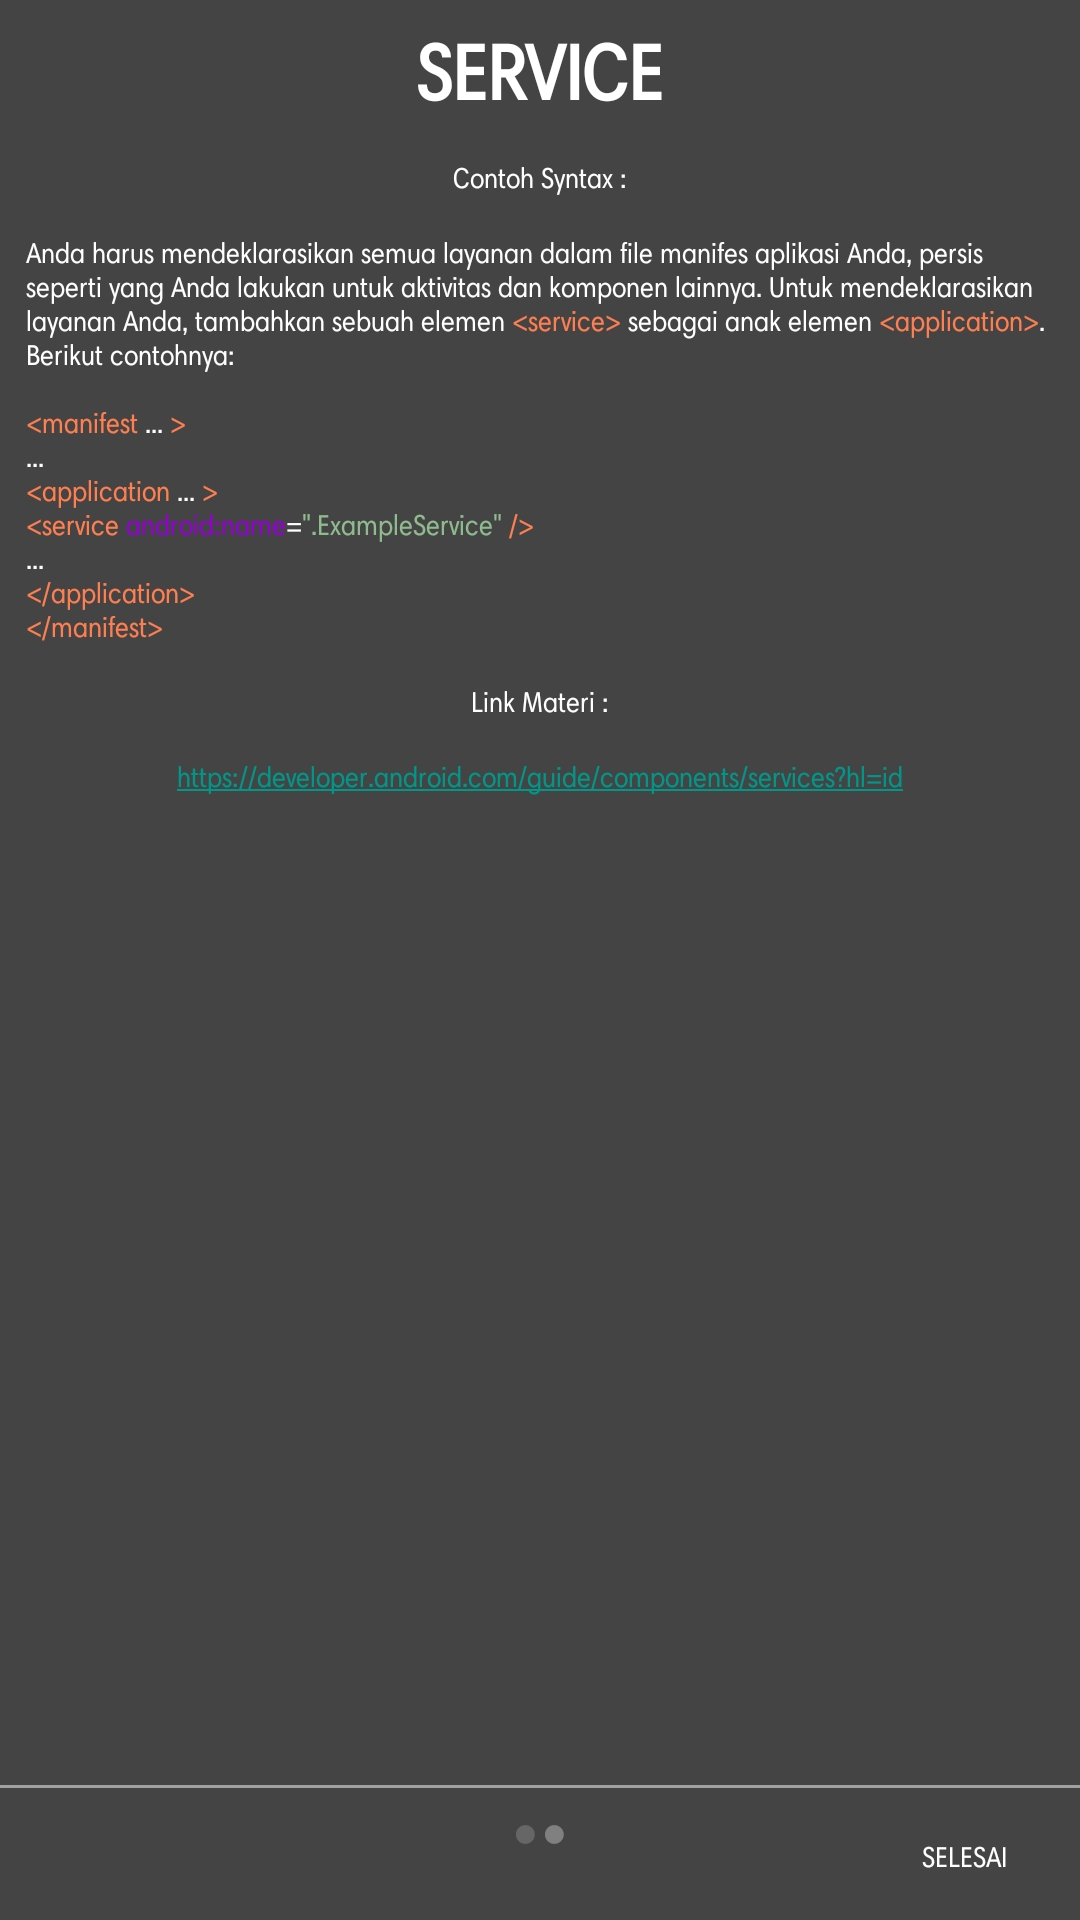 SERVICE
Contoh Syntax :
Anda harus mendeklarasikan semua layanan dalam file manifes aplikasi Anda, persis
seperti yang Anda lakukan untuk aktivitas dan komponen lainnya. Untuk mendeklarasikan
layanan Anda, tambahkan sebuah elemen <service> sebagai anak elemen <application>.
Berikut contohnya:
<manifest ... >
...
<application ... >
<service android:name=".ExampleService" />
...
</application>
</manifest>
Link Materi :
https://developer.android.com/guide/components/services?hl=id
SELESAI